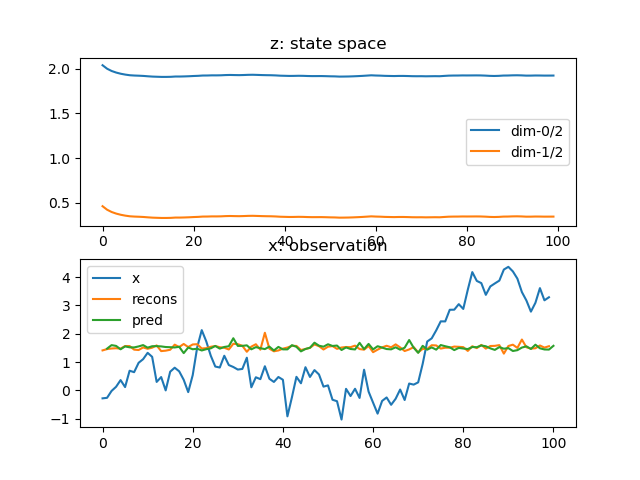 z: state space
2.0
1.5
1.0
0.5
dim-0/2
dim-1/2
0 20 40 60 80 100
x: observation
4
3
2
1
0
−1
x
recons
pred
0 20 40 60 80 100